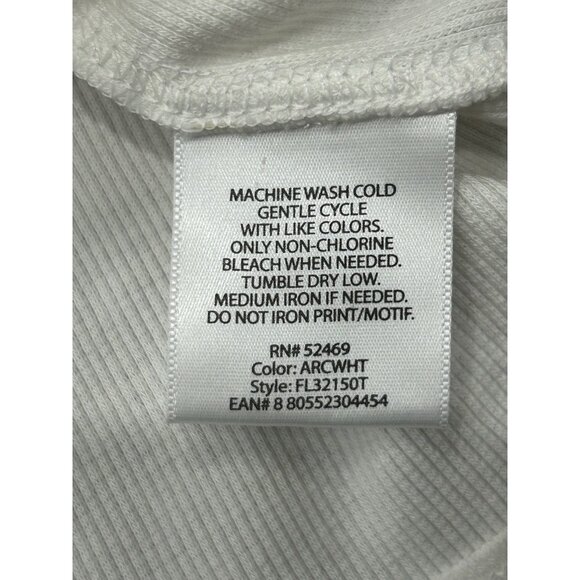 MACHINE WASH COLD
GENTLE CYCLE
WITH LIKE COLORS.
ONLY NON-CHLORINE
BLEACH WHEN NEEDED.
TUMBLE DRY LOW.
MEDIUM IRON IF NEEDED.
DO NOT IRON PRINT/MOTIF.
RN# 52469
Color: ARCWHT
Style: FL32150T
EAN# 8 80552304454